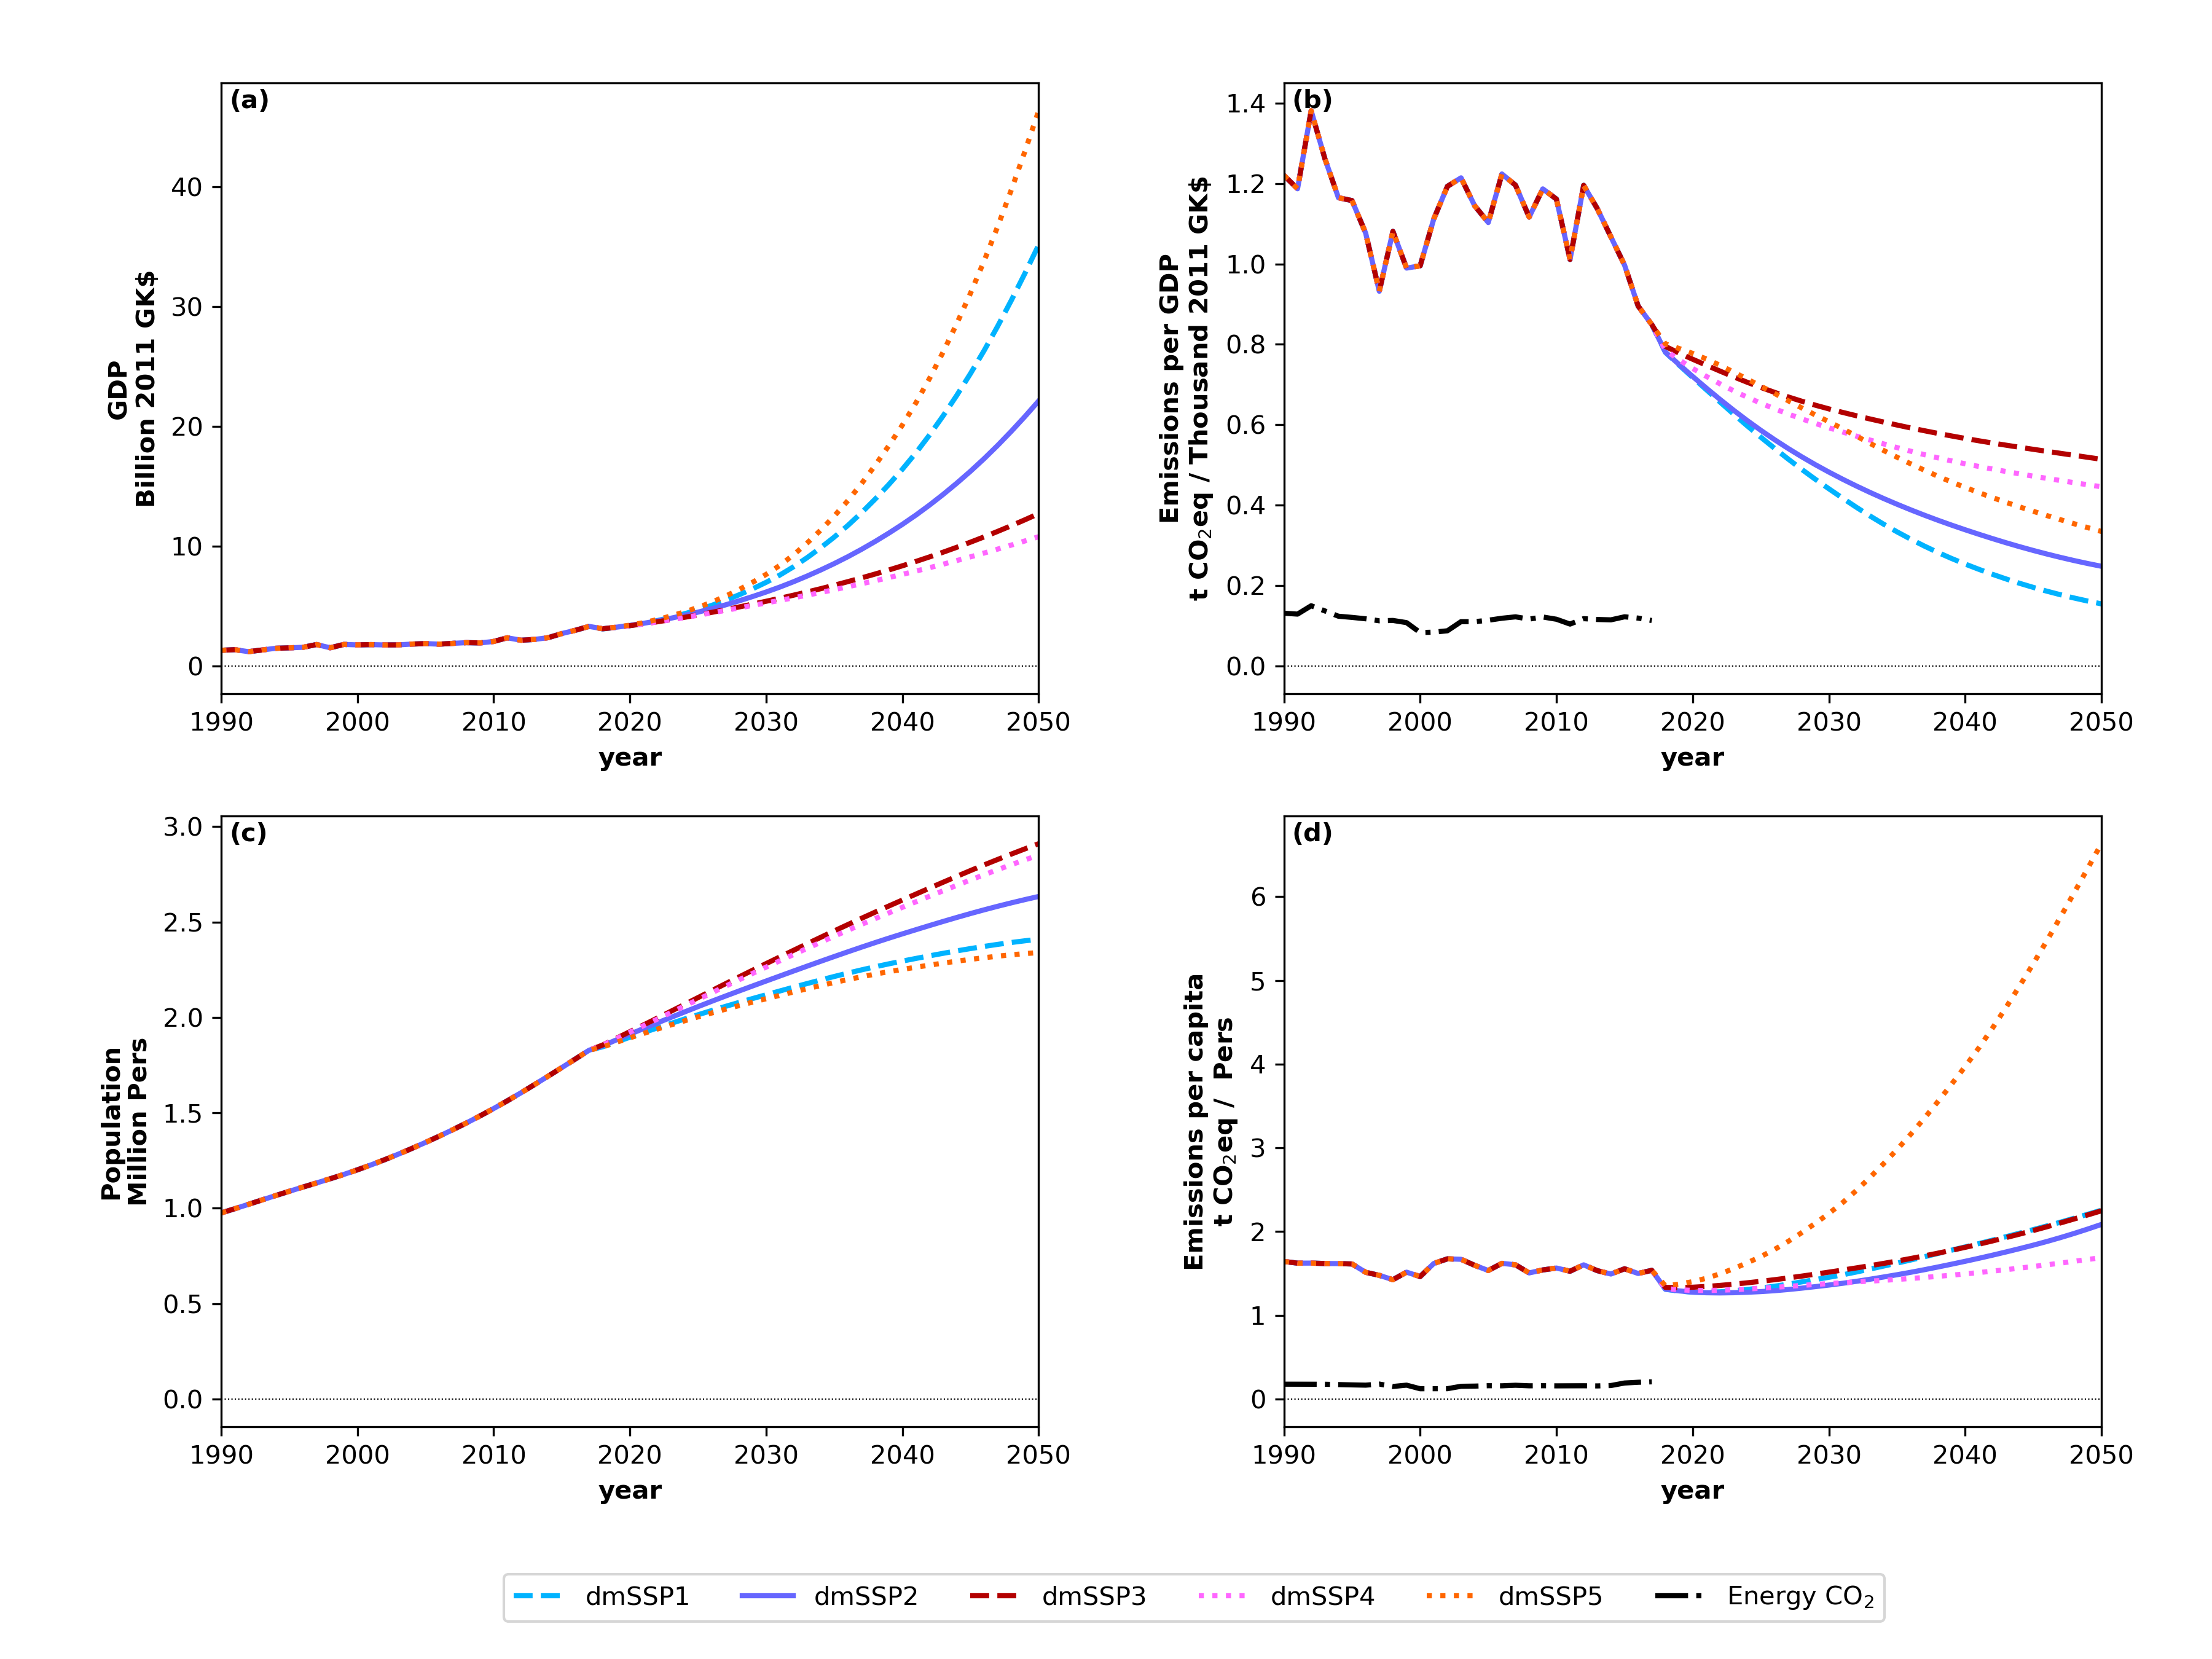 (a)
GDP
Billion 2011 GK$
40
30
20
10
0
1990 2000 2010 2020 2030 2040 2050
year
(b)
Emissions per GDP
t CO₂eq / Thousand 2011 GK$
1.4
1.2
1.0
0.8
0.6
0.4
0.2
0.0
1990 2000 2010 2020 2030 2040 2050
year
(c)
Population
Million Pers
3.0
2.5
2.0
1.5
1.0
0.5
0.0
1990 2000 2010 2020 2030 2040 2050
year
(d)
Emissions per capita
t CO₂eq / Pers
6
5
4
3
2
1
0
1990 2000 2010 2020 2030 2040 2050
year
dmSSP1 dmSSP2 dmSSP3 dmSSP4 dmSSP5 Energy CO₂